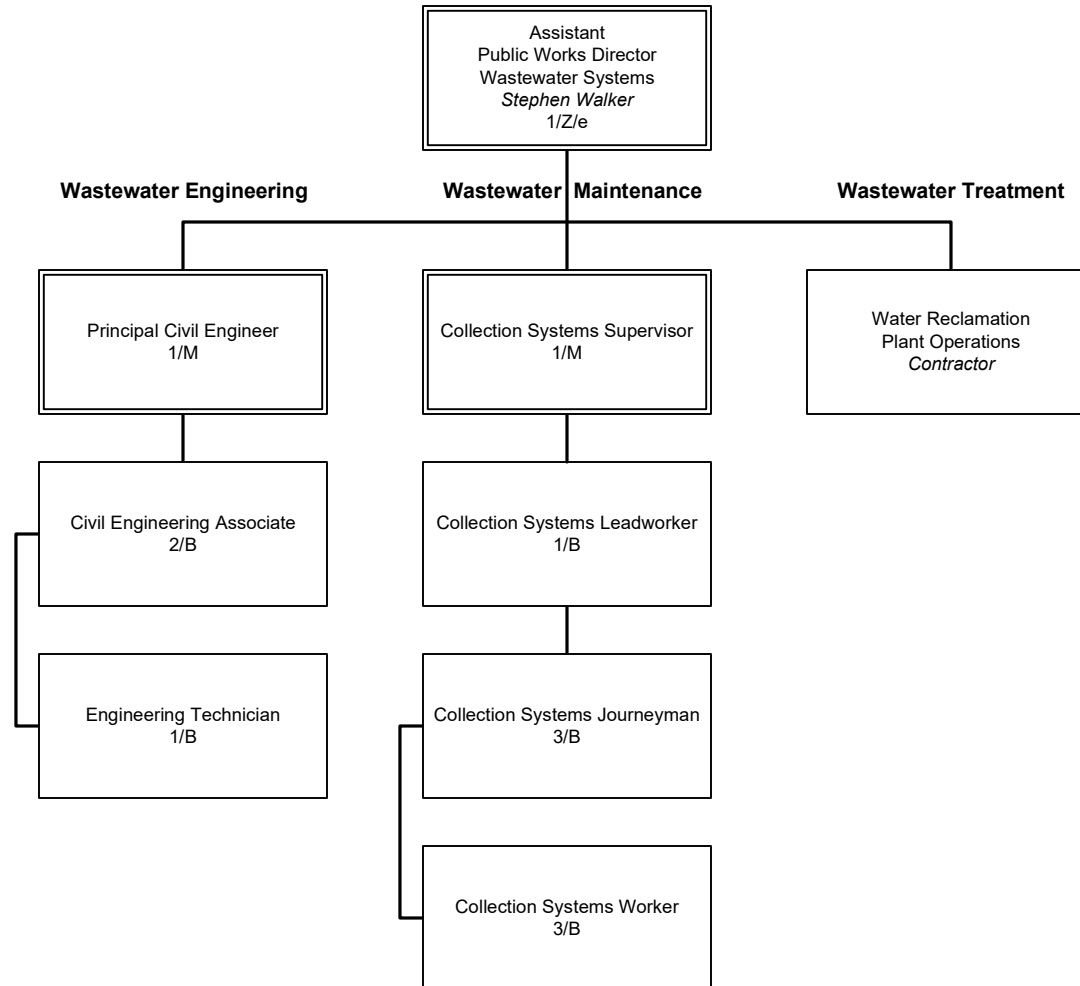 Assistant
Public Works Director
Wastewater Systems
Stephen Walker
1/Z/e
Wastewater Engineering
Wastewater Maintenance
Wastewater Treatment
Principal Civil Engineer
1/M
Collection Systems Supervisor
1/M
Water Reclamation
Plant Operations
Contractor
Civil Engineering Associate
2/B
Collection Systems Leadworker
1/B
Engineering Technician
1/B
Collection Systems Journeyman
3/B
Collection Systems Worker
3/B